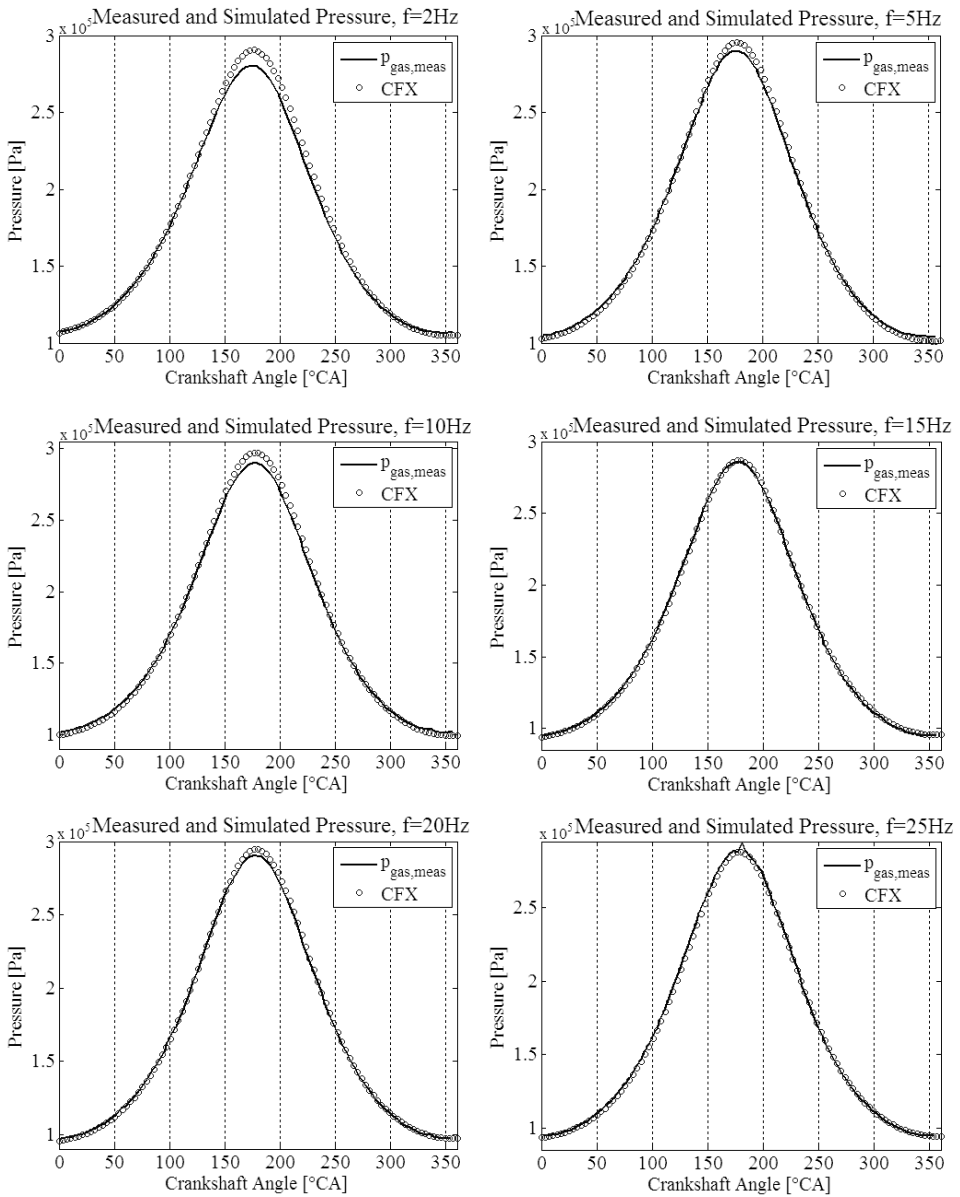 Measured and Simulated Pressure, f=2Hz
x 10^5
3
2.5
2
1.5
1
Pressure [Pa]
p_gas,meas
CFX
0 50 100 150 200 250 300 350
Crankshaft Angle [°CA]
Measured and Simulated Pressure, f=5Hz
x 10^5
3
2.5
2
1.5
1
Pressure [Pa]
p_gas,meas
CFX
0 50 100 150 200 250 300 350
Crankshaft Angle [°CA]
Measured and Simulated Pressure, f=10Hz
x 10^5
3
2.5
2
1.5
1
Pressure [Pa]
p_gas,meas
CFX
0 50 100 150 200 250 300 350
Crankshaft Angle [°CA]
Measured and Simulated Pressure, f=15Hz
x 10^5
3
2.5
2
1.5
1
Pressure [Pa]
p_gas,meas
CFX
0 50 100 150 200 250 300 350
Crankshaft Angle [°CA]
Measured and Simulated Pressure, f=20Hz
x 10^5
3
2.5
2
1.5
1
Pressure [Pa]
p_gas,meas
CFX
0 50 100 150 200 250 300 350
Crankshaft Angle [°CA]
Measured and Simulated Pressure, f=25Hz
x 10^5
2.5
2
1.5
1
Pressure [Pa]
p_gas,meas
CFX
0 50 100 150 200 250 300 350
Crankshaft Angle [°CA]